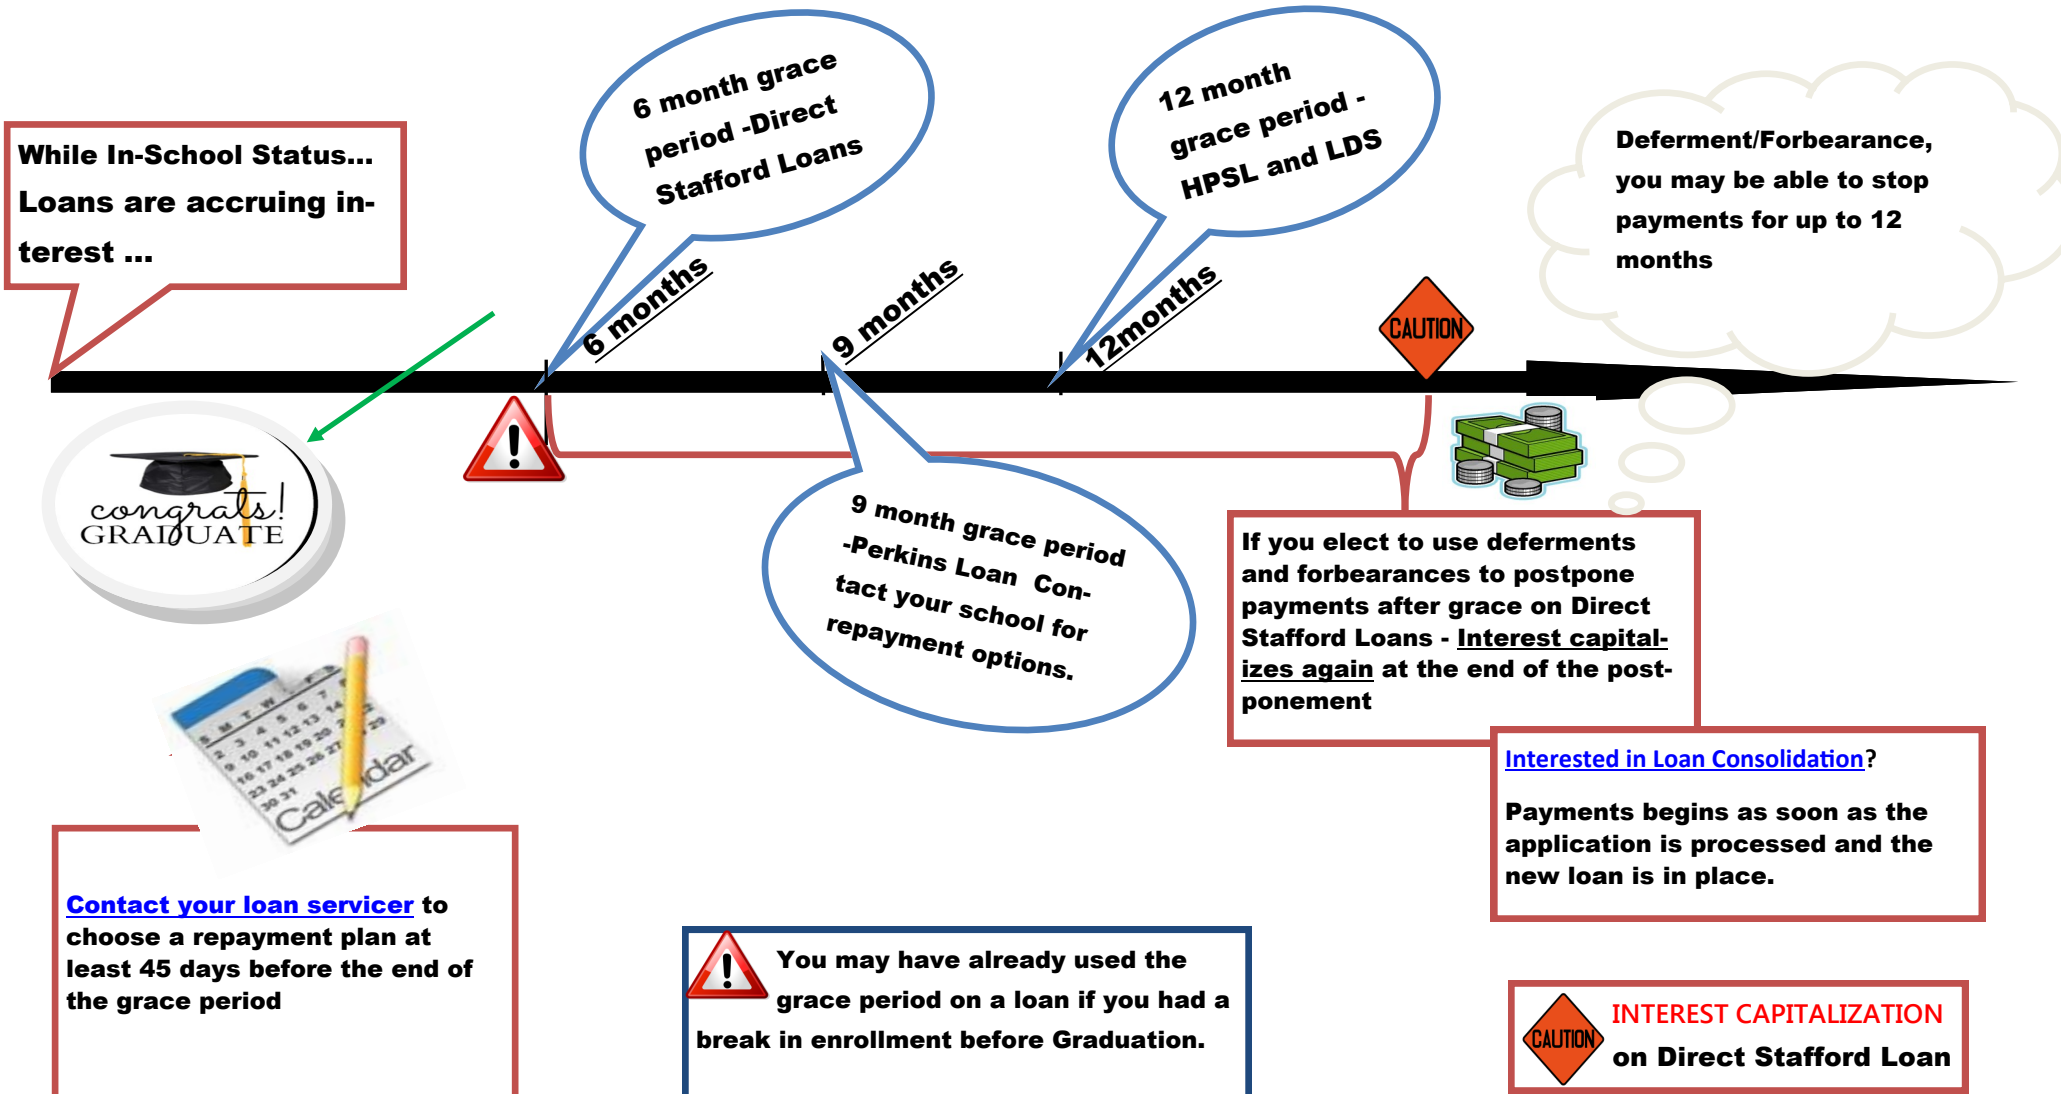 While In-School Status...
Loans are accruing in-
terest ...
6 month grace
period -Direct
Stafford Loans
12 month
grace period -
HPSL and LDS
Deferment/Forbearance,
you may be able to stop
payments for up to 12
months
6 months
9 months
12months
CAUTION
congrats!
GRADUATE
9 month grace period
-Perkins Loan Con-
tact your school for
repayment options.
If you elect to use deferments
and forbearances to postpone
payments after grace on Direct
Stafford Loans - Interest capital-
izes again at the end of the post-
ponement
Interested in Loan Consolidation?
Payments begins as soon as the
application is processed and the
new loan is in place.
Calendar
Contact your loan servicer to
choose a repayment plan at
least 45 days before the end of
the grace period
You may have already used the
grace period on a loan if you had a
break in enrollment before Graduation.
CAUTION
INTEREST CAPITALIZATION
on Direct Stafford Loan